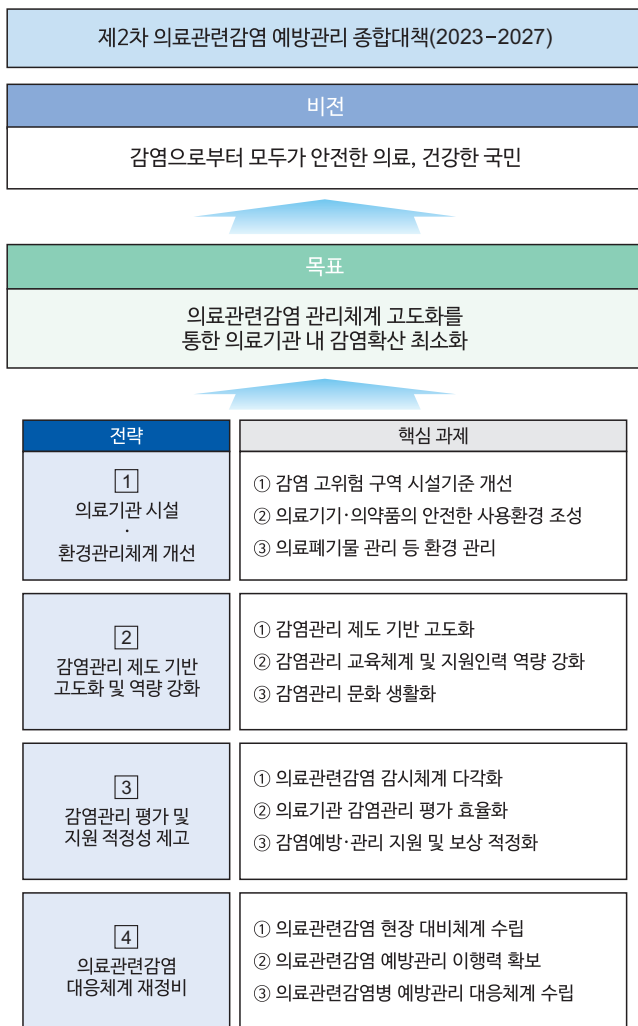 제2차 의료관련감염 예방관리 종합대책(2023-2027)
비전
감염으로부터 모두가 안전한 의료, 건강한 국민
목표
의료관련감염 관리체계 고도화를
통한 의료기관 내 감염확산 최소화
전략
핵심 과제
1
의료기관 시설
·
환경관리체계 개선
① 감염 고위험 구역 시설기준 개선
② 의료기기·의약품의 안전한 사용환경 조성
③ 의료폐기물 관리 등 환경 관리
2
감염관리 제도 기반
고도화 및 역량 강화
① 감염관리 제도 기반 고도화
② 감염관리 교육체계 및 지원인력 역량 강화
③ 감염관리 문화 생활화
3
감염관리 평가 및
지원 적정성 제고
① 의료관련감염 감시체계 다각화
② 의료기관 감염관리 평가 효율화
③ 감염예방·관리 지원 및 보상 적정화
4
의료관련감염
대응체계 재정비
① 의료관련감염 현장 대비체계 수립
② 의료관련감염 예방관리 이행력 확보
③ 의료관련감염병 예방관리 대응체계 수립